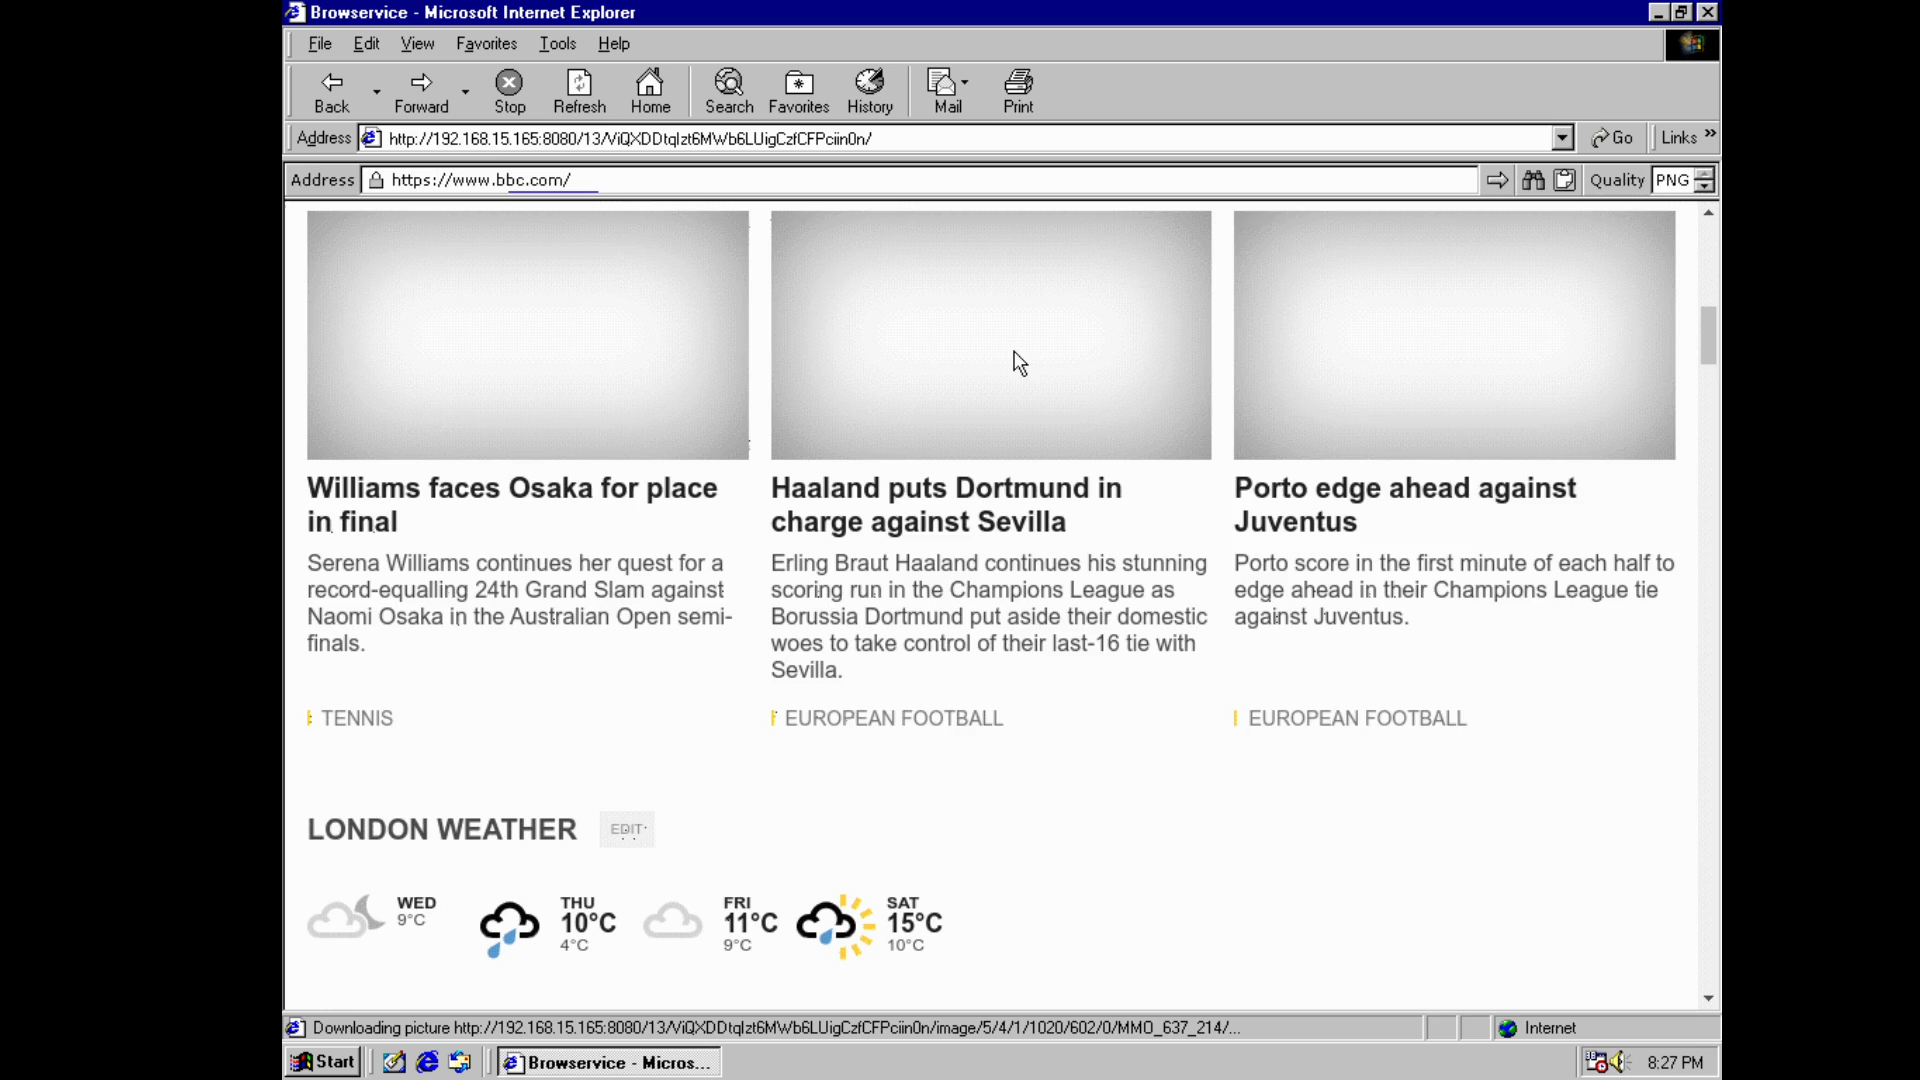 Browservice - Microsoft Internet Explorer
File Edit View Favorites Tools Help
Back Forward Stop Refresh Home Search Favorites History Mail Print
Address http://192.168.15.165:8080/13/ViQXDDtqIzt6MWb6LUigCzfCFPciin0n/ Go Links »
Address https://www.bbc.com/ Quality PNG
Williams faces Osaka for place
in final
Serena Williams continues her quest for a
record-equalling 24th Grand Slam against
Naomi Osaka in the Australian Open semi-
finals.
TENNIS
Haaland puts Dortmund in
charge against Sevilla
Erling Braut Haaland continues his stunning
scoring run in the Champions League as
Borussia Dortmund put aside their domestic
woes to take control of their last-16 tie with
Sevilla.
EUROPEAN FOOTBALL
Porto edge ahead against
Juventus
Porto score in the first minute of each half to
edge ahead in their Champions League tie
against Juventus.
EUROPEAN FOOTBALL
LONDON WEATHER EDIT
WED
9°C
THU
10°C
4°C
FRI
11°C
9°C
SAT
15°C
10°C
Downloading picture http://192.168.15.165:8080/13/ViQXDDtqIzt6MWb6LUigCzfCFPciin0n/image/5/4/1/1020/602/0/MMO_637_214/... Internet
Start Browservice - Micros... 8:27 PM